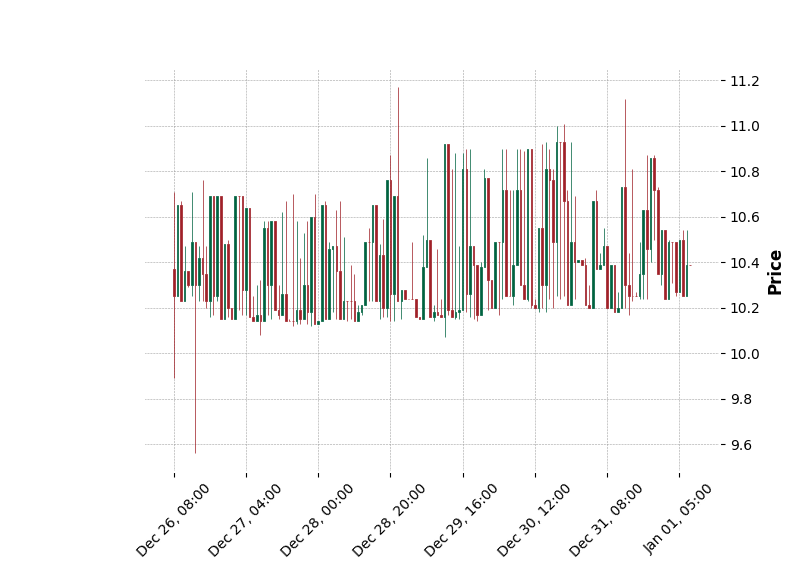 11.2
11.0
10.8
10.6
10.4
10.2
10.0
9.8
9.6
Price
Dec 26, 08:00
Dec 27, 04:00
Dec 28, 00:00
Dec 28, 20:00
Dec 29, 16:00
Dec 30, 12:00
Dec 31, 08:00
Jan 01, 05:00